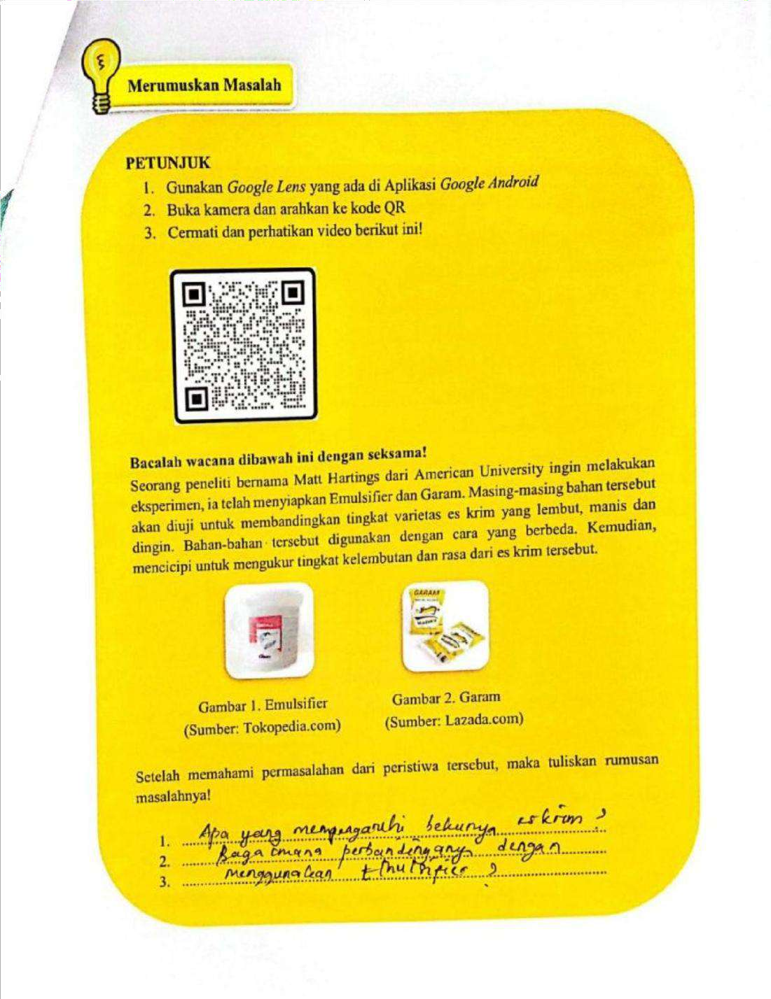 Merumuskan Masalah
PETUNJUK
1. Gunakan Google Lens yang ada di Aplikasi Google Android
2. Buka kamera dan arahkan ke kode QR
3. Cermati dan perhatikan video berikut ini!
Bacalah wacana dibawah ini dengan seksama!
Seorang peneliti bernama Matt Hartings dari American University ingin melakukan
eksperimen, ia telah menyiapkan Emulsifier dan Garam. Masing-masing bahan tersebut
akan diuji untuk membandingkan tingkat varietas es krim yang lembut, manis dan
dingin. Bahan-bahan tersebut digunakan dengan cara yang berbeda. Kemudian,
mencicipi untuk mengukur tingkat kelembutan dan rasa dari es krim tersebut.
GARAM
Gambar 1. Emulsifier
(Sumber: Tokopedia.com)
Gambar 2. Garam
(Sumber: Lazada.com)
Setelah memahami permasalahan dari peristiwa tersebut, maka tuliskan rumusan
masalahnya!
1. Apa yang mempengaruhi bekunya es krim ?
2. Bagaimana perbandingannya dengan
3. menggunakan Emulsifier ?